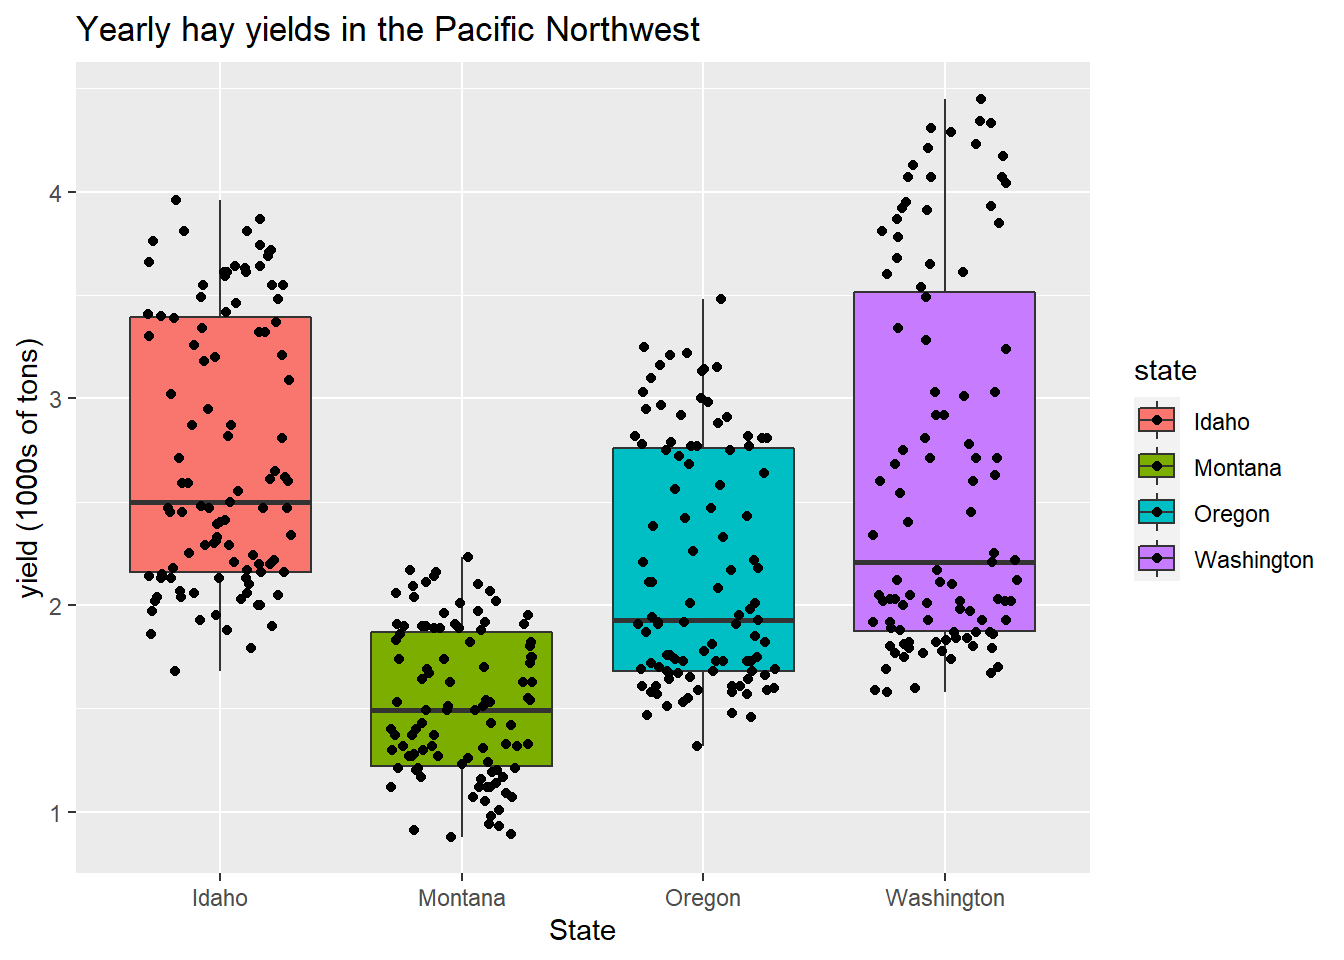 Yearly hay yields in the Pacific Northwest
yield (1000s of tons)
4
3
2
1
Idaho
Montana
Oregon
Washington
State
state
Idaho
Montana
Oregon
Washington